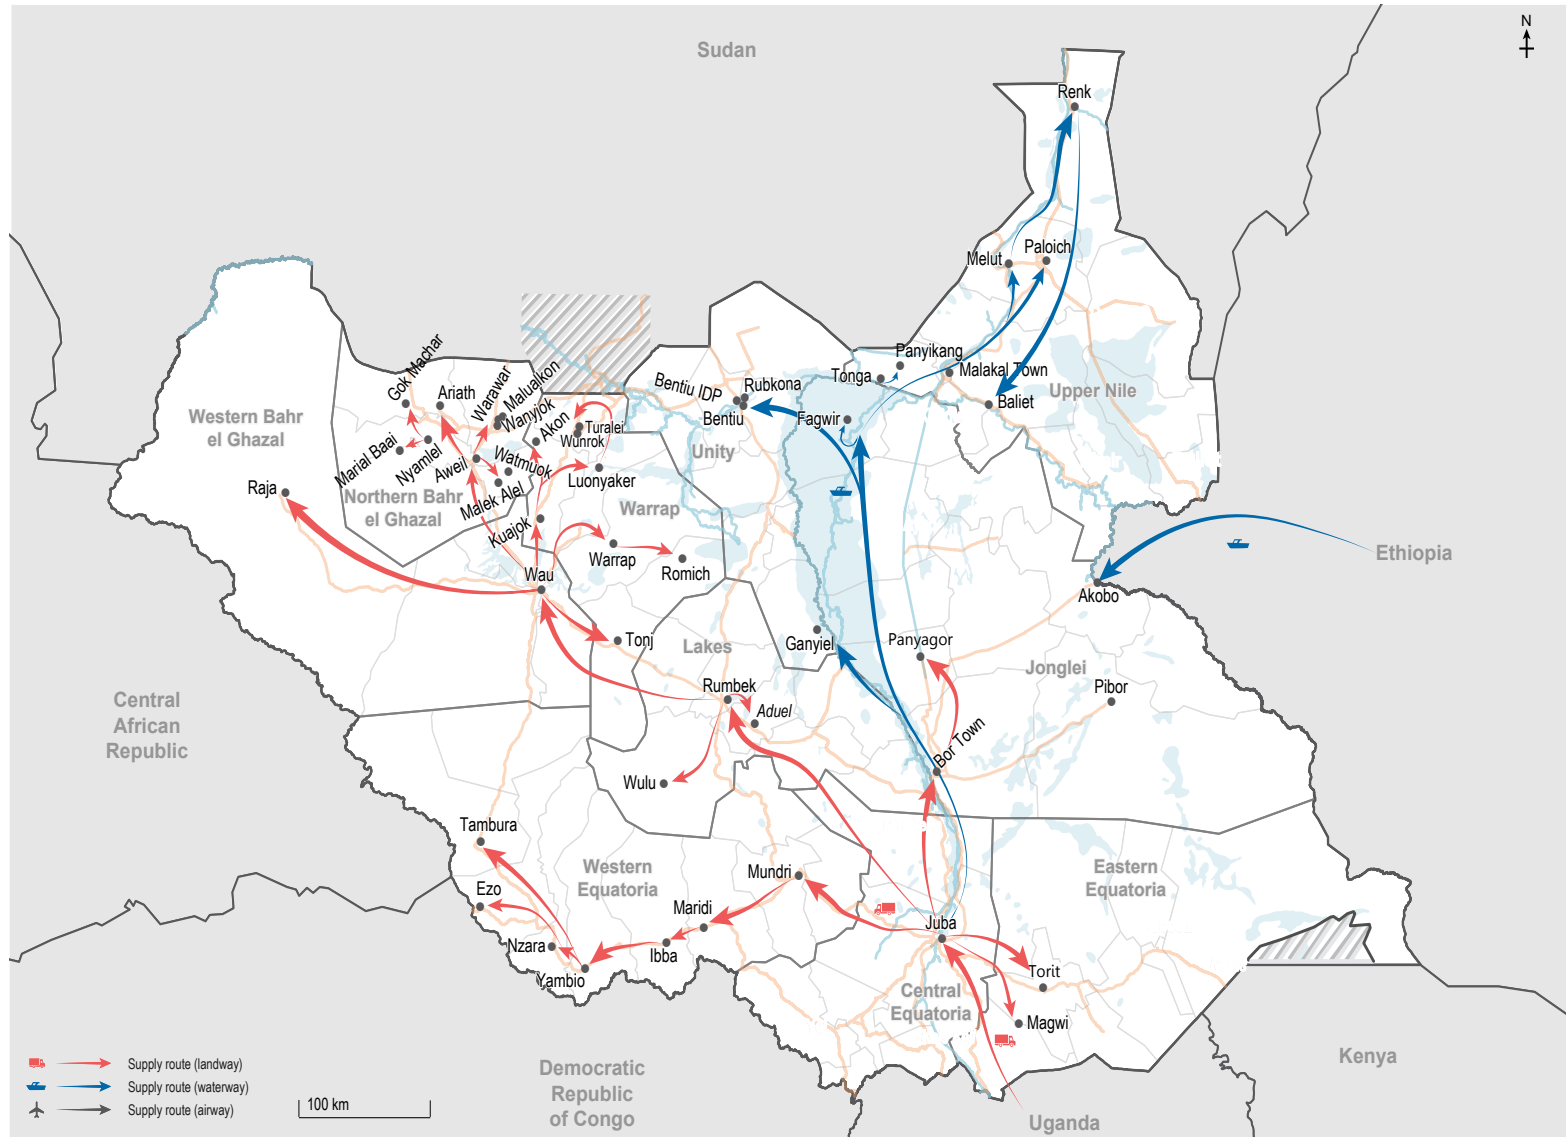 N
Sudan
Renk
Melut
Paloich
Panyikang
Tonga
Malakal Town
Upper Nile
Baliet
Gok Machar
Ariath
Warawar
Malualkon
Wanyjok
Akon
Turalei
Wunrok
Bentiu IDP
Rubkona
Bentiu
Fagwir
Western Bahr
el Ghazal
Marial Baai
Nyamlel
Aweil
Watmuok
Malek Alel
Luonyaker
Unity
Raja
Northern Bahr
el Ghazal
Warrap
Kuajok
Warrap
Romich
Ethiopia
Wau
Akobo
Tonj
Lakes
Ganyiel
Panyagor
Jonglei
Rumbek
Aduel
Pibor
Central
African
Republic
Bor Town
Wulu
Tambura
Western
Equatoria
Mundri
Eastern
Equatoria
Ezo
Maridi
Juba
Nzara
Ibba
Yambio
Torit
Central
Equatoria
Magwi
Kenya
Supply route (landway)
Supply route (waterway)
Supply route (airway)
100 km
Democratic
Republic
of Congo
Uganda